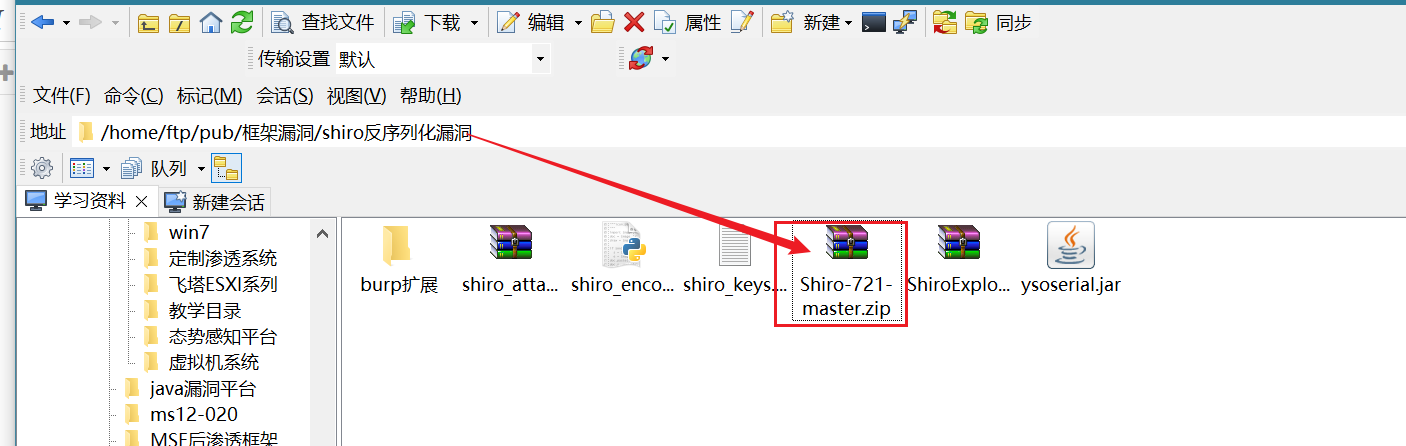 查找文件 下载 编辑 属性 新建 同步
传输设置 默认
文件(F) 命令(C) 标记(M) 会话(S) 视图(V) 帮助(H)
地址 /home/ftp/pub/框架漏洞/shiro反序列化漏洞
队列
学习资料 新建会话
win7
定制渗透系统
飞塔ESXI系列
教学目录
态势感知平台
虚拟机系统
java漏洞平台
ms12-020
MSF后渗透框架
burp扩展
shiro_atta...
shiro_enco...
shiro_keys....
Shiro-721-
master.zip
ShiroExplo...
ysoserial.jar